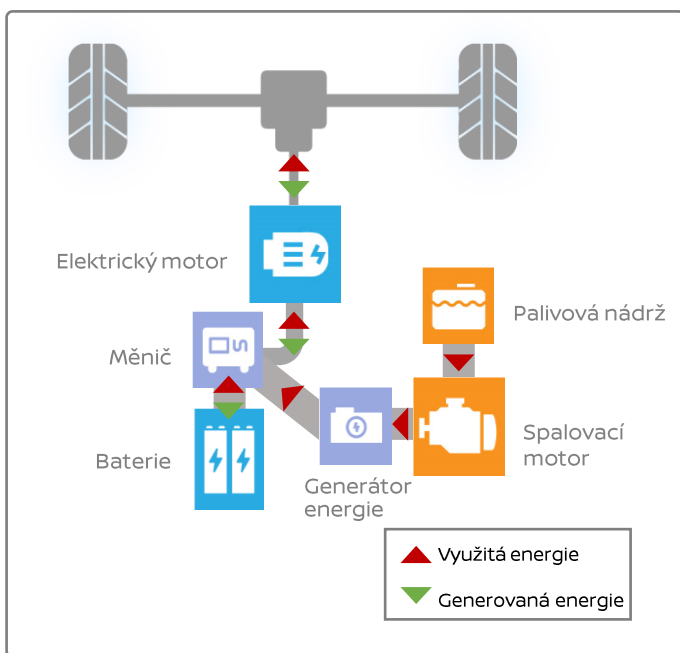 Elektrický motor
Palivová nádrž
Měnič
Spalovací
motor
Baterie
Generátor
energie
Využitá energie
Generovaná energie